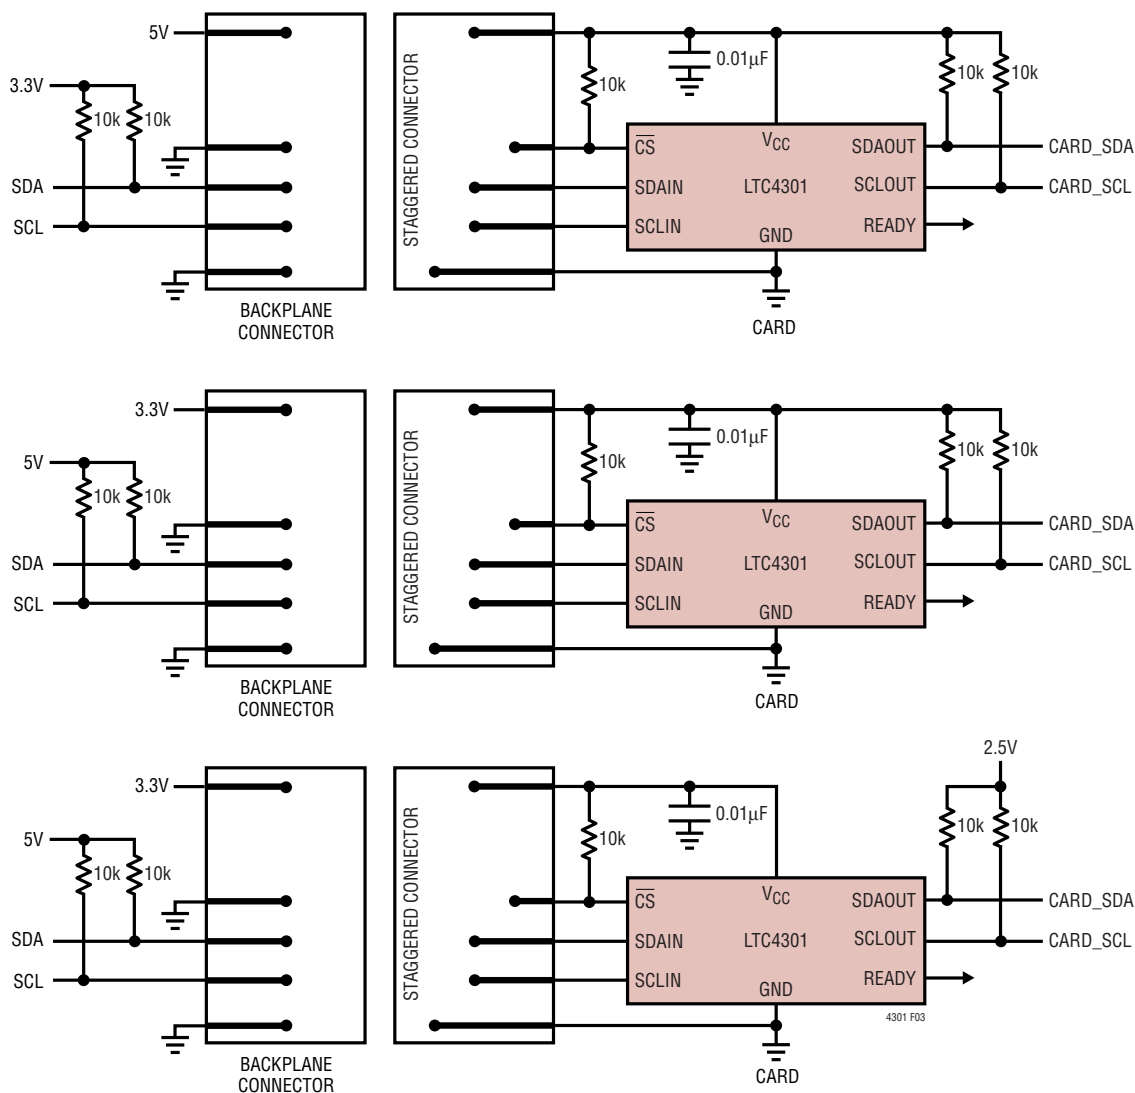 5V
3.3V
10k
10k
SDA
SCL
BACKPLANE
CONNECTOR
STAGGERED CONNECTOR
10k
0.01µF
10k
10k
CS
VCC
SDAOUT
CARD_SDA
SDAIN
LTC4301
SCLOUT
CARD_SCL
SCLIN
GND
READY
CARD
3.3V
5V
10k
10k
SDA
SCL
BACKPLANE
CONNECTOR
STAGGERED CONNECTOR
10k
0.01µF
10k
10k
CS
VCC
SDAOUT
CARD_SDA
SDAIN
LTC4301
SCLOUT
CARD_SCL
SCLIN
GND
READY
CARD
3.3V
5V
10k
10k
SDA
SCL
BACKPLANE
CONNECTOR
STAGGERED CONNECTOR
10k
0.01µF
2.5V
10k
10k
CS
VCC
SDAOUT
CARD_SDA
SDAIN
LTC4301
SCLOUT
CARD_SCL
SCLIN
GND
READY
4301 F03
CARD